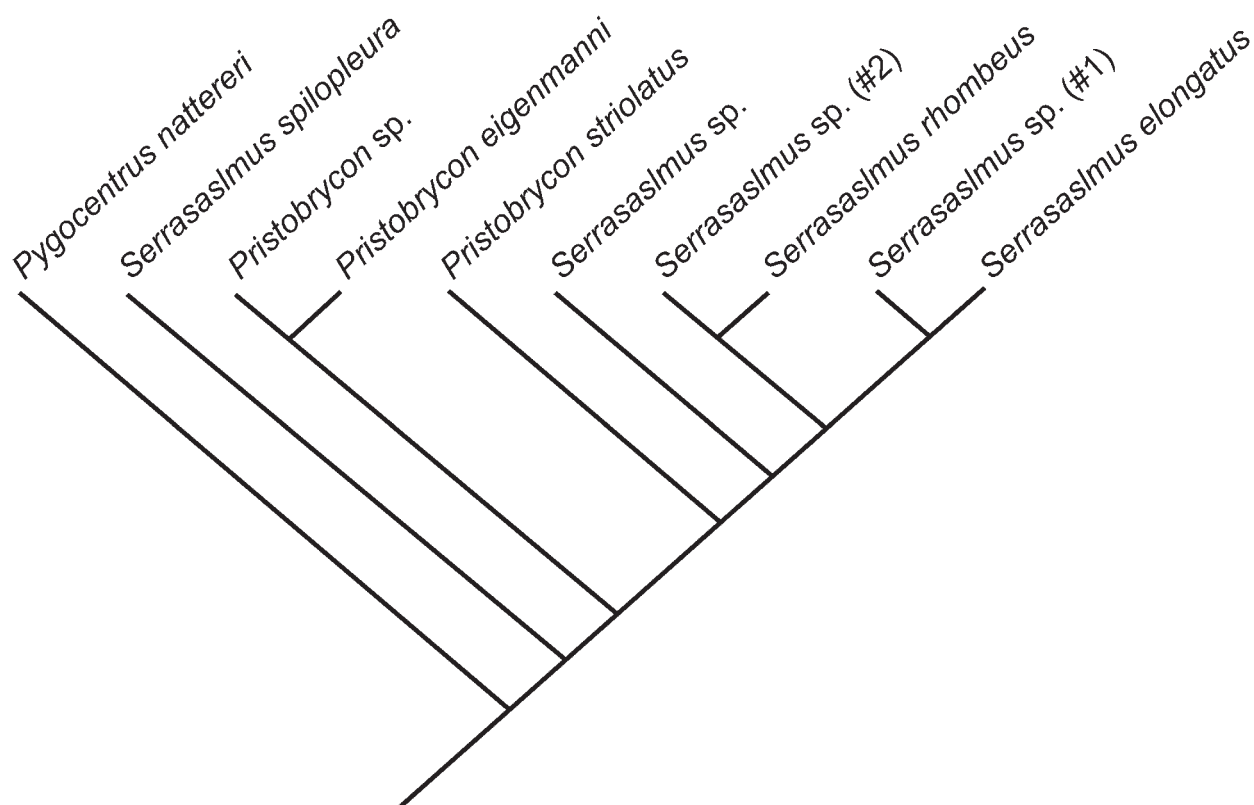 Pygocentrus nattereri
Serrasaslmus spilopleura
Pristobrycon sp.
Pristobrycon eigenmanni
Pristobrycon striolatus
Serrasaslmus sp.
Serrasaslmus sp. (#2)
Serrasaslmus rhombeus
Serrasaslmus sp. (#1)
Serrasaslmus elongatus